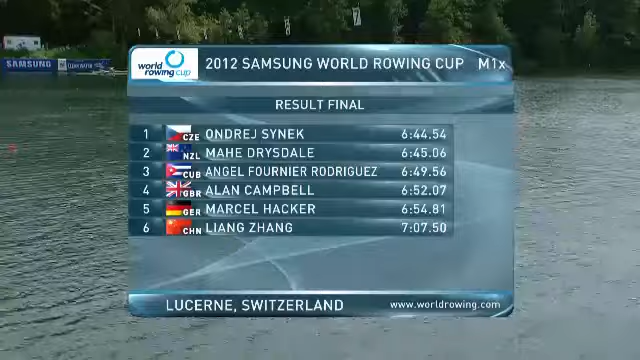 7
6
SAMSUNG
world
rowing cup
2012 SAMSUNG WORLD ROWING CUP M1x
RESULT FINAL
1 CZE ONDREJ SYNEK 6:44.54
2 NZL MAHE DRYSDALE 6:45.06
3 CUB ANGEL FOURNIER RODRIGUEZ 6:49.56
4 GBR ALAN CAMPBELL 6:52.07
5 GER MARCEL HACKER 6:54.81
6 CHN LIANG ZHANG 7:07.50
LUCERNE, SWITZERLAND www.worldrowing.com